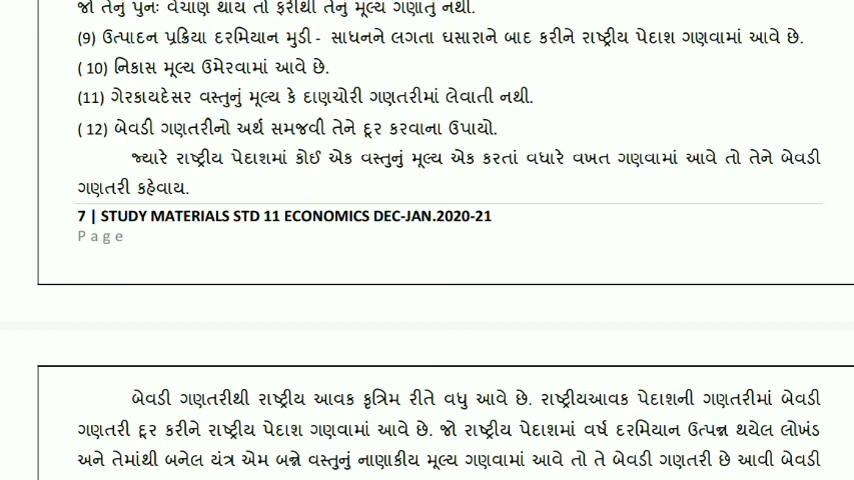 જો તેનું પુનઃ વેચાણ થાય તો ફરીથી તેનું મૂલ્ય ગણાતુ નથી.
(9) ઉત્પાદન પ્રક્રિયા દરમિયાન મુડી - સાધનને લગતા ઘસારાને બાદ કરીને રાષ્ટ્રીય પેદાશ ગણવામાં આવે છે.
( 10) નિકાસ મૂલ્ય ઉમેરવામાં આવે છે.
(11) ગેરકાયદેસર વસ્તુનું મૂલ્ય કે દાણચોરી ગણતરીમાં લેવાતી નથી.
( 12) બેવડી ગણતરીનો અર્થ સમજવી તેને દૂર કરવાના ઉપાયો.
જ્યારે રાષ્ટ્રીય પેદાશમાં કોઈ એક વસ્તુનું મૂલ્ય એક કરતાં વધારે વખત ગણવામાં આવે તો તેને બેવડી
ગણતરી કહેવાય.
7 | STUDY MATERIALS STD 11 ECONOMICS DEC-JAN.2020-21
Page
બેવડી ગણતરીથી રાષ્ટ્રીય આવક કૃત્રિમ રીતે વધુ આવે છે. રાષ્ટ્રીયઆવક પેદાશની ગણતરીમાં બેવડી
ગણતરી દૂર કરીને રાષ્ટ્રીય પેદાશ ગણવામાં આવે છે. જો રાષ્ટ્રીય પેદાશમાં વર્ષ દરમિયાન ઉત્પન્ન થયેલ લોખંડ
અને તેમાંથી બનેલ યંત્ર એમ બન્ને વસ્તુનું નાણાકીય મૂલ્ય ગણવામાં આવે તો તે બેવડી ગણતરી છે આવી બેવડી